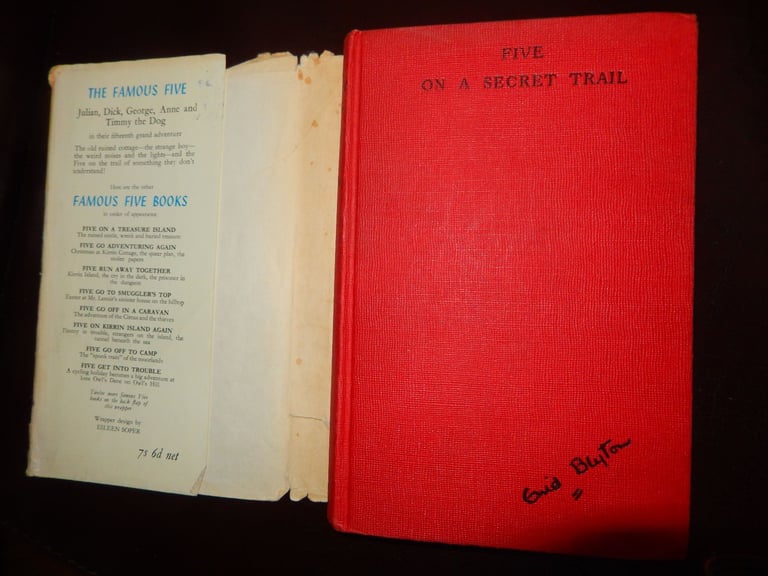 THE FAMOUS FIVE
Julian, Dick, George, Anne and
Timmy the Dog
in their fifteenth grand adventure
The old ruined cottage—the strange boy—
the weird noises and the lights—and the
Five on the trail of something they don't
understand!
Here are the other
FAMOUS FIVE BOOKS
in order of appearance
FIVE ON A TREASURE ISLAND
The ruined castle, wreck and buried treasure
FIVE GO ADVENTURING AGAIN
Christmas at Kirrin Cottage, the queer plan, the
stolen papers
FIVE RUN AWAY TOGETHER
Kirrin Island, the cry in the dark, the prisoner in
the dungeon
FIVE GO TO SMUGGLER'S TOP
Easter at Mr. Lenoir's sinister house on the hilltop
FIVE GO OFF IN A CARAVAN
The adventure of the Circus and the thieves
FIVE ON KIRRIN ISLAND AGAIN
Timmy in trouble, strangers on the island, the
tunnel beneath the sea
FIVE GO OFF TO CAMP
The "spook train" of the moorlands
FIVE GET INTO TROUBLE
A cycling holiday becomes a big adventure at
lone Owl's Dene on Owl's Hill
Twelve more Famous Five
books on the back flap of
this wrapper
Wrapper design by
EILEEN SOPER
7s 6d net
FIVE
ON A SECRET TRAIL
Enid Blyton